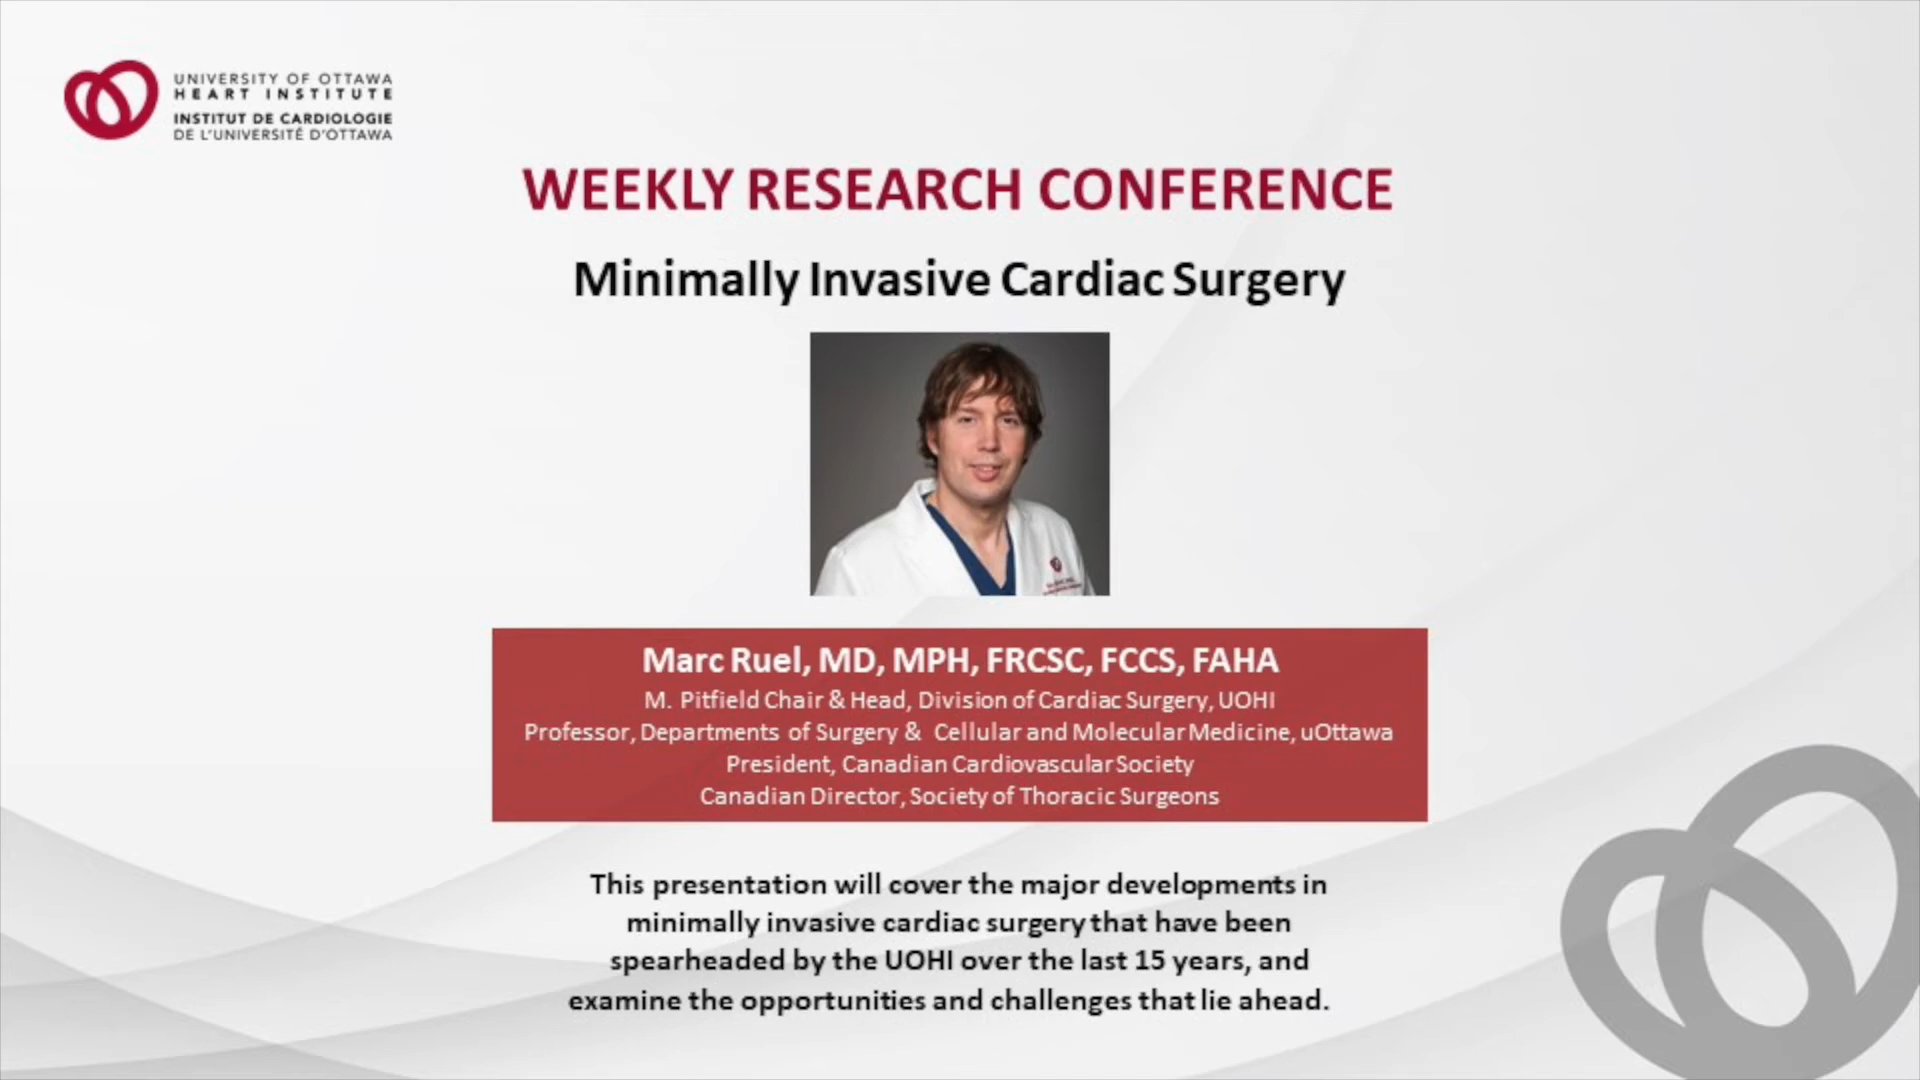 UNIVERSITY OF OTTAWA
HEART INSTITUTE
INSTITUT DE CARDIOLOGIE
DE L'UNIVERSITÉ D'OTTAWA
WEEKLY RESEARCH CONFERENCE
Minimally Invasive Cardiac Surgery
Marc Ruel, MD, MPH, FRCSC, FCCS, FAHA
M. Pitfield Chair & Head, Division of Cardiac Surgery, UOHI
Professor, Departments of Surgery & Cellular and Molecular Medicine, uOttawa
President, Canadian Cardiovascular Society
Canadian Director, Society of Thoracic Surgeons
This presentation will cover the major developments in
minimally invasive cardiac surgery that have been
spearheaded by the UOHI over the last 15 years, and
examine the opportunities and challenges that lie ahead.